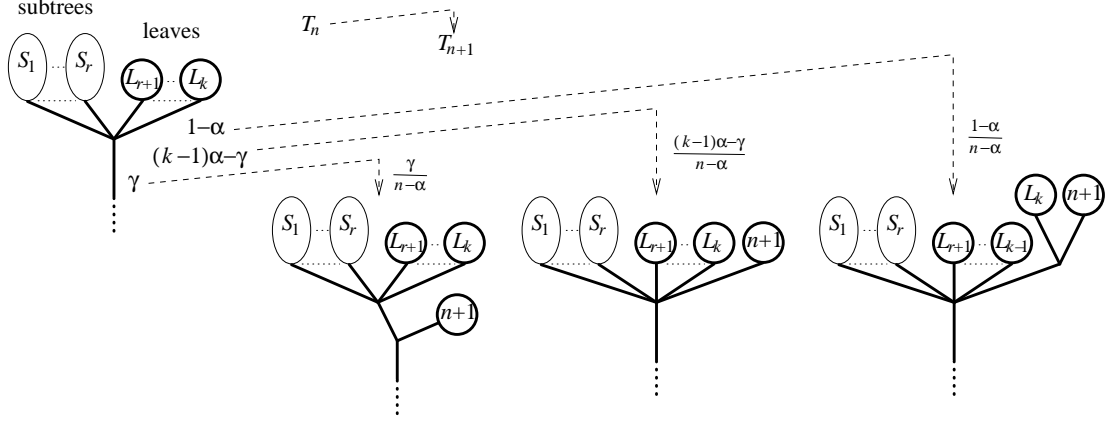 subtrees
leaves
S_1 ... S_r L_{r+1} ... L_k
T_n
T_{n+1}
1−α
(k−1)α−γ
γ
γ/(n−α)
((k−1)α−γ)/(n−α)
(1−α)/(n−α)
S_1 ... S_r L_{r+1} ... L_k
n+1
S_1 ... S_r L_{r+1} ... L_k n+1
L_k n+1
S_1 ... S_r L_{r+1} ... L_{k−1}